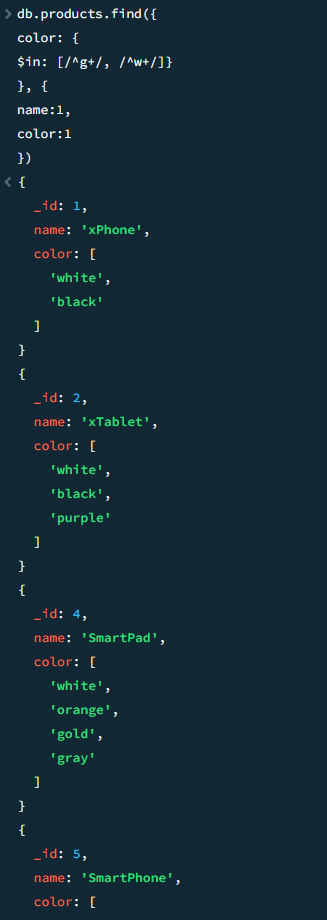 > db.products.find({
color: {
$in: [/^g+/, /^w+/]}
}, {
name:1,
color:1
})
< {
_id: 1,
name: 'xPhone',
color: [
'white',
'black'
]
}
{
_id: 2,
name: 'xTablet',
color: [
'white',
'black',
'purple'
]
}
{
_id: 4,
name: 'SmartPad',
color: [
'white',
'orange',
'gold',
'gray'
]
}
{
_id: 5,
name: 'SmartPhone',
color: [